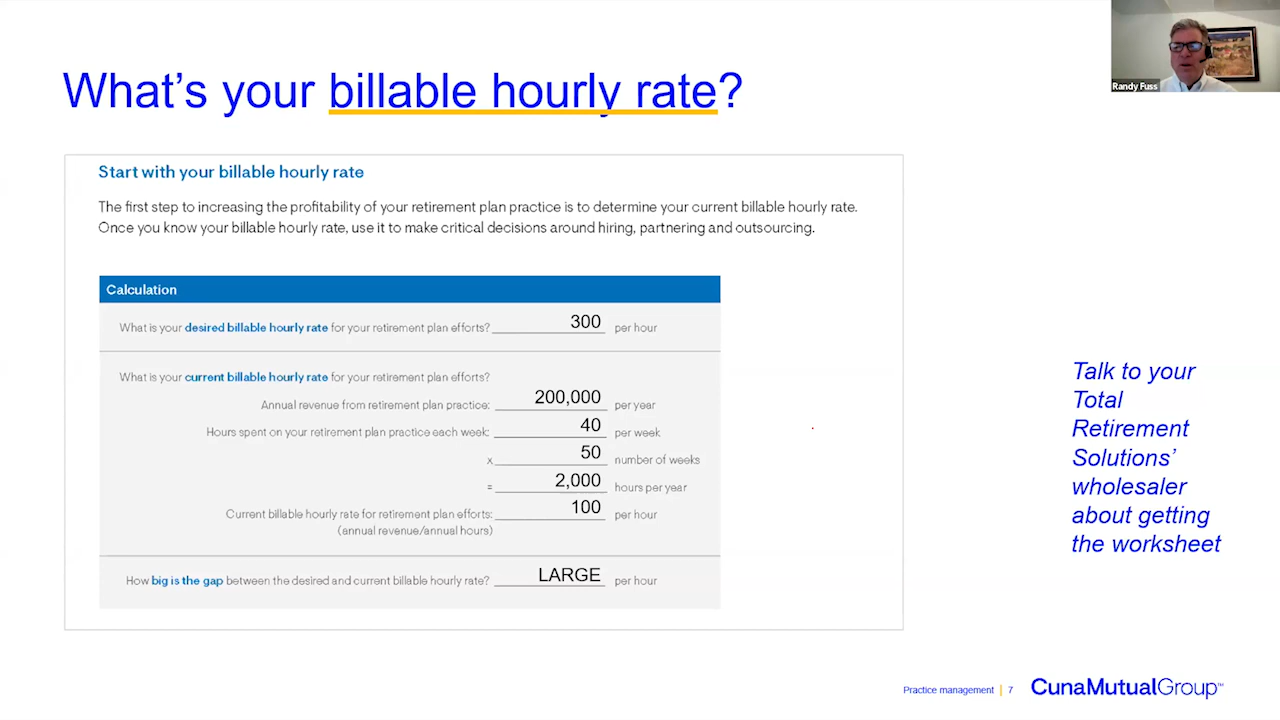 Randy Fuss
What's your billable hourly rate?
Start with your billable hourly rate
The first step to increasing the profitability of your retirement plan practice is to determine your current billable hourly rate.
Once you know your billable hourly rate, use it to make critical decisions around hiring, partnering and outsourcing.
Calculation
What is your desired billable hourly rate for your retirement plan efforts? 300 per hour
What is your current billable hourly rate for your retirement plan efforts?
Annual revenue from retirement plan practice: 200,000 per year
Hours spent on your retirement plan practice each week: 40 per week
x 50 number of weeks
= 2,000 hours per year
Current billable hourly rate for retirement plan efforts: 100 per hour
(annual revenue/annual hours)
How big is the gap between the desired and current billable hourly rate? LARGE per hour
Talk to your
Total
Retirement
Solutions'
wholesaler
about getting
the worksheet
Practice management | 7
CunaMutualGroup™